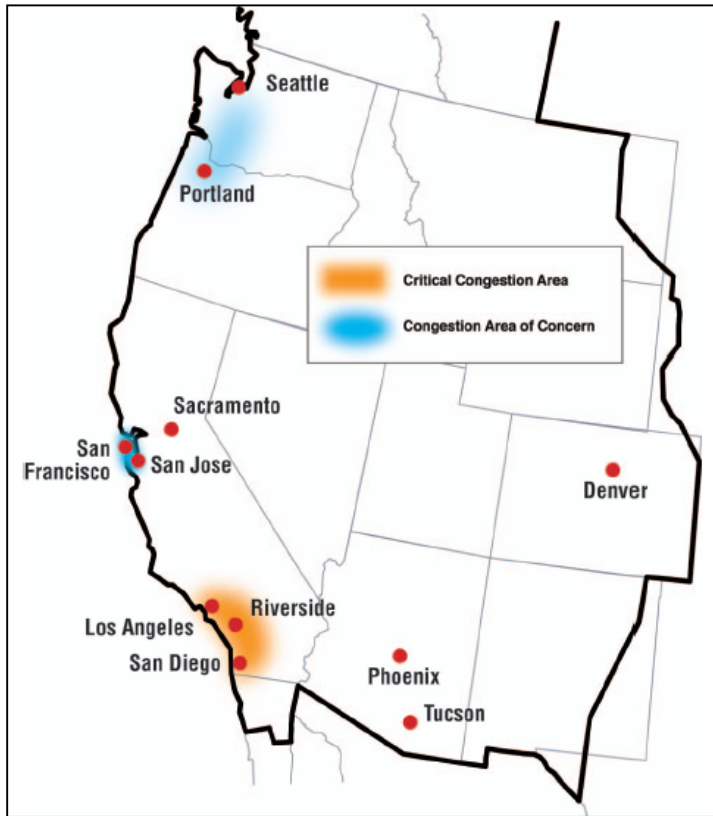 Seattle
Portland
Critical Congestion Area
Congestion Area of Concern
Sacramento
San
Francisco
San Jose
Denver
Riverside
Los Angeles
San Diego
Phoenix
Tucson